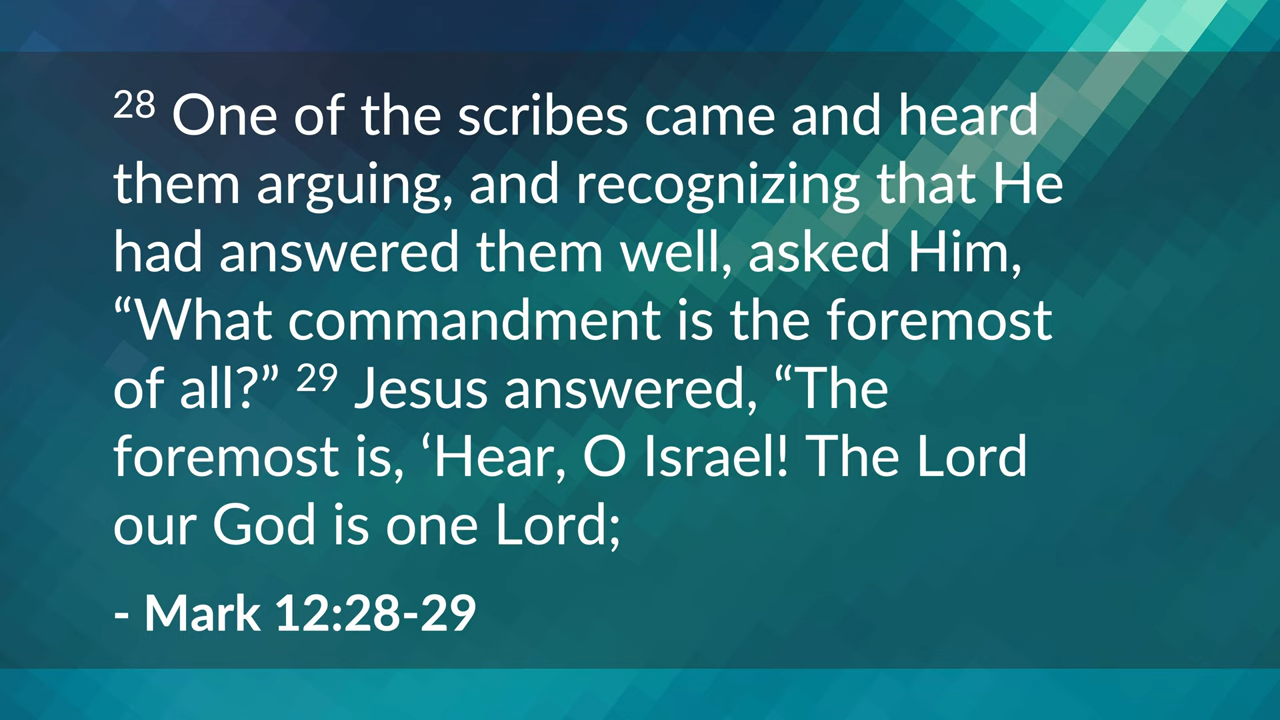 28 One of the scribes came and heard
them arguing, and recognizing that He
had answered them well, asked Him,
“What commandment is the foremost
of all?” 29 Jesus answered, “The
foremost is, ‘Hear, O Israel! The Lord
our God is one Lord;
- Mark 12:28-29